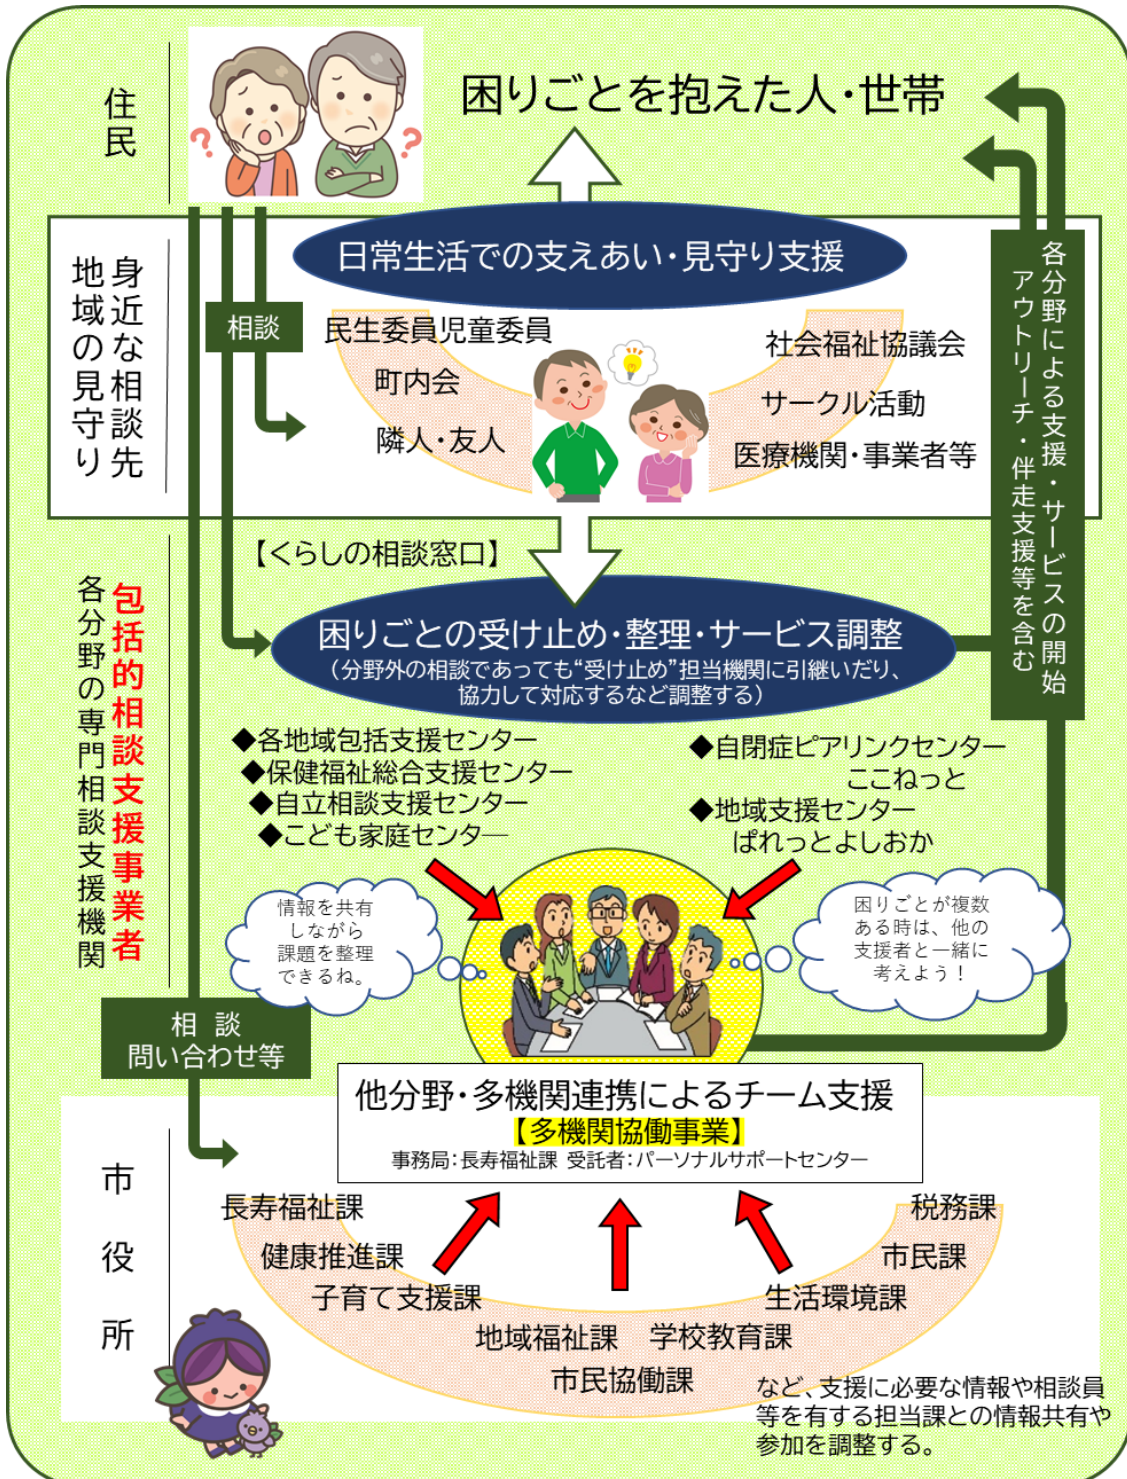 住民
困りごとを抱えた人・世帯
?
?
身近な相談先
地域の見守り
日常生活での支えあい・見守り支援
相談
民生委員児童委員
町内会
隣人・友人
社会福祉協議会
サークル活動
医療機関・事業者等
各分野による支援・サービスの開始
アウトリーチ・伴走支援等を含む
【くらしの相談窓口】
包括的相談支援事業者
各分野の専門相談支援機関
困りごとの受け止め・整理・サービス調整
（分野外の相談であっても“受け止め”担当機関に引継いだり、
協力して対応するなど調整する）
◆各地域包括支援センター
◆保健福祉総合支援センター
◆自立相談支援センター
◆こども家庭センター
◆自閉症ピアリンクセンター
ここねっと
◆地域支援センター
ぱれっとよしおか
情報を共有
しながら
課題を整理
できるね。
困りごとが複数
ある時は、他の
支援者と一緒に
考えよう！
相 談
問い合わせ等
他分野・多機関連携によるチーム支援
【多機関協働事業】
事務局：長寿福祉課 受託者：パーソナルサポートセンター
市役所
長寿福祉課
健康推進課
子育て支援課
地域福祉課
市民協働課
学校教育課
生活環境課
市民課
税務課
など、支援に必要な情報や相談員
等を有する担当課との情報共有や
参加を調整する。